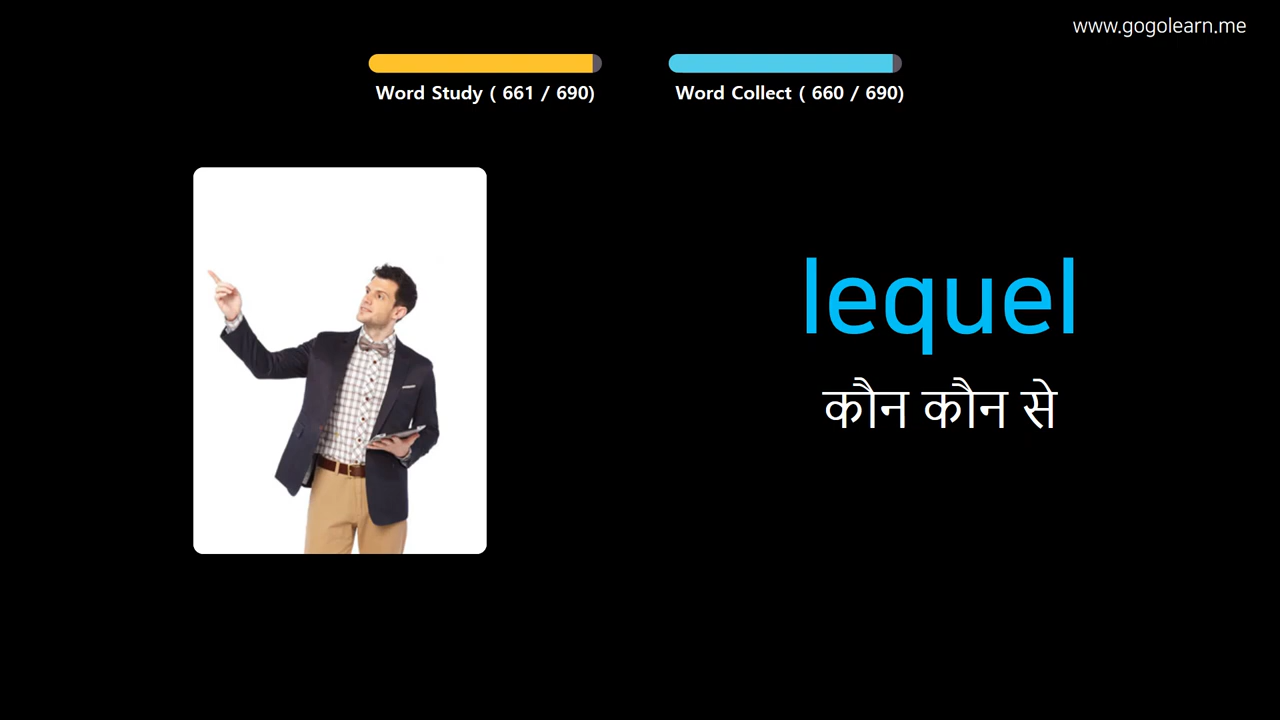 www.gogolearn.me
Word Study ( 661 / 690)
Word Collect ( 660 / 690)
lequel
कौन कौन से